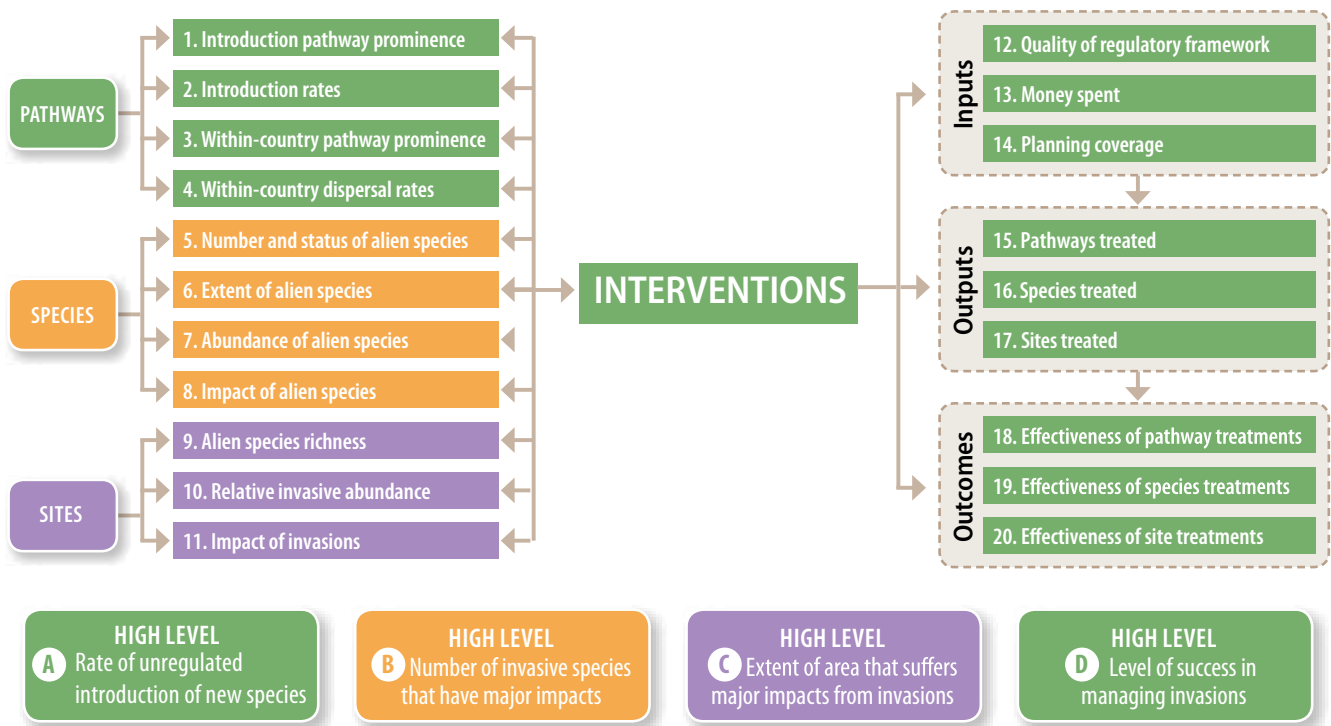 PATHWAYS
1. Introduction pathway prominence
2. Introduction rates
3. Within-country pathway prominence
4. Within-country dispersal rates
SPECIES
5. Number and status of alien species
6. Extent of alien species
7. Abundance of alien species
8. Impact of alien species
SITES
9. Alien species richness
10. Relative invasive abundance
11. Impact of invasions
INTERVENTIONS
Inputs
12. Quality of regulatory framework
13. Money spent
14. Planning coverage
Outputs
15. Pathways treated
16. Species treated
17. Sites treated
Outcomes
18. Effectiveness of pathway treatments
19. Effectiveness of species treatments
20. Effectiveness of site treatments
HIGH LEVEL
A Rate of unregulated
introduction of new species
HIGH LEVEL
B Number of invasive species
that have major impacts
HIGH LEVEL
C Extent of area that suffers
major impacts from invasions
HIGH LEVEL
D Level of success in
managing invasions